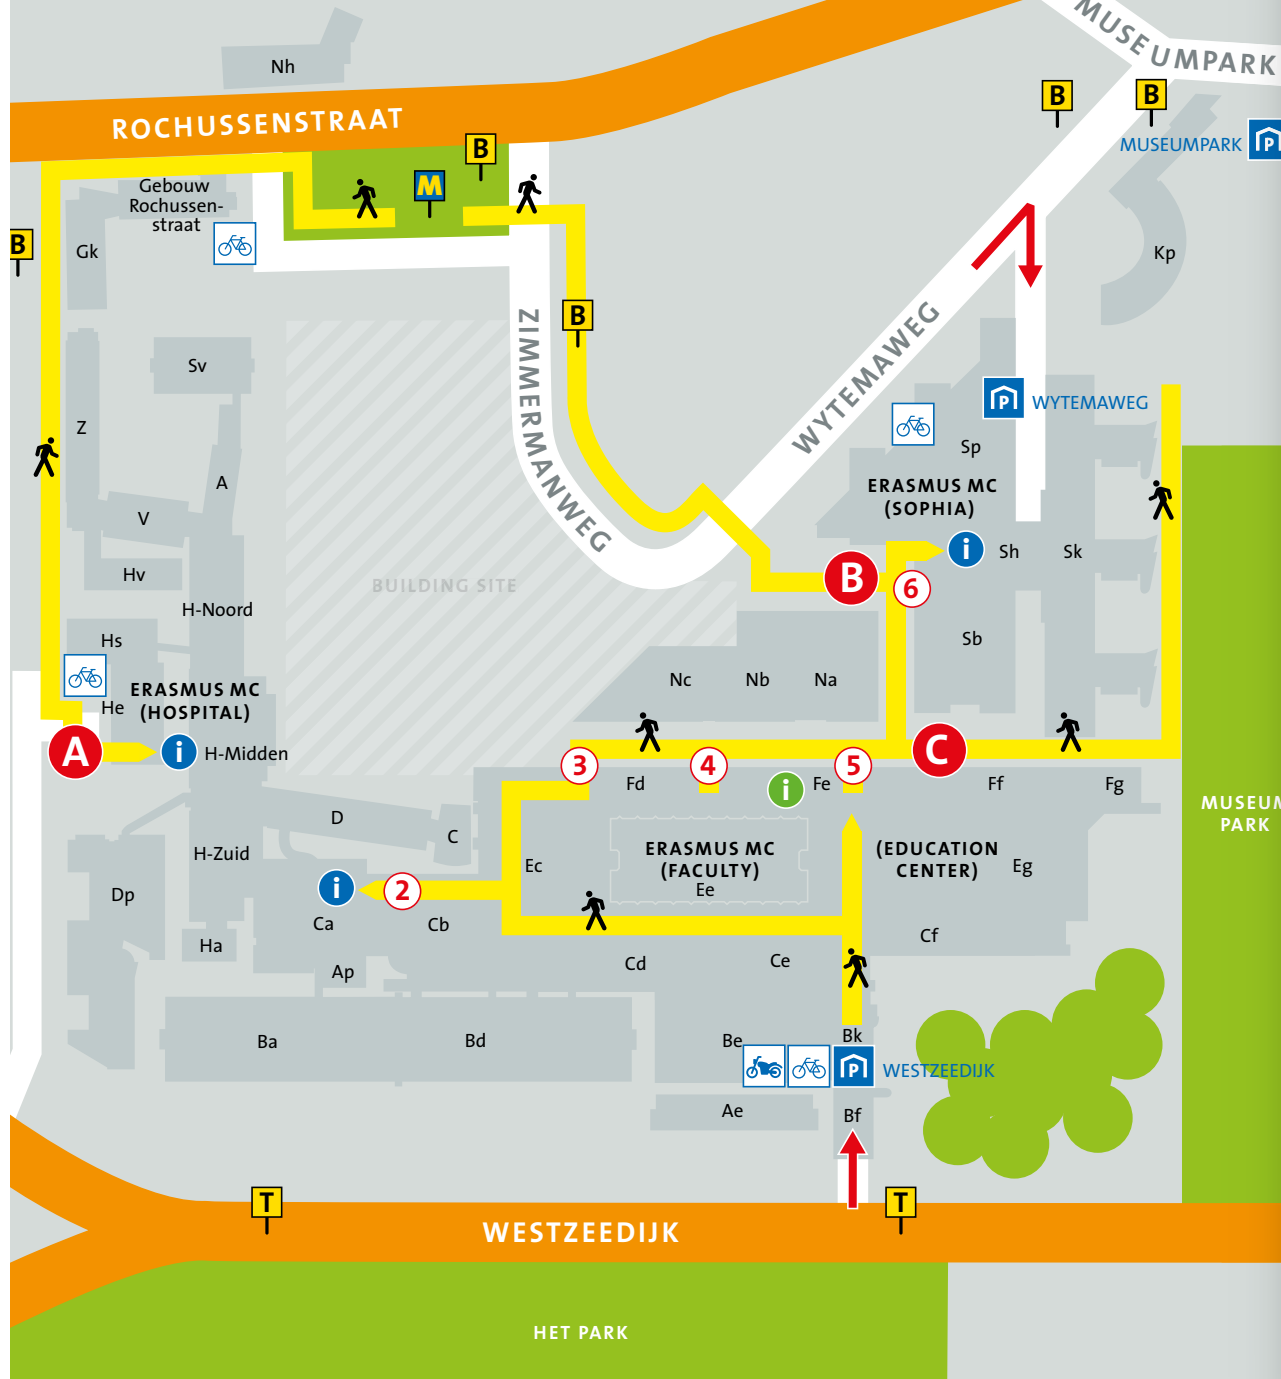 MUSEUMPARK
Nh
ROCHUSSENSTRAAT
B
B
B
MUSEUMPARK
P
M
Gebouw
Rochussen-
straat
B
Gk
Kp
ZIMMERMANWEG
B
WYTEMAWEG
Sv
P
WYTEMAWEG
Z
Sp
A
ERASMUS MC
(SOPHIA)
V
i
Sh
Sk
Hv
BUILDING SITE
B
6
H-Noord
Hs
Sb
Nc
Nb
Na
ERASMUS MC
(HOSPITAL)
He
A
i
H-Midden
C
3
4
5
Fd
i
Fe
Ff
Fg
MUSEUM
PARK
D
C
H-Zuid
Ec
ERASMUS MC
(FACULTY)
Ee
(EDUCATION
CENTER)
Eg
i
2
Dp
Ca
Cb
Cf
Ha
Ap
Cd
Ce
Ba
Bd
Be
Bk
P
WESTZEEDIJK
Ae
Bf
T
T
WESTZEEDIJK
HET PARK